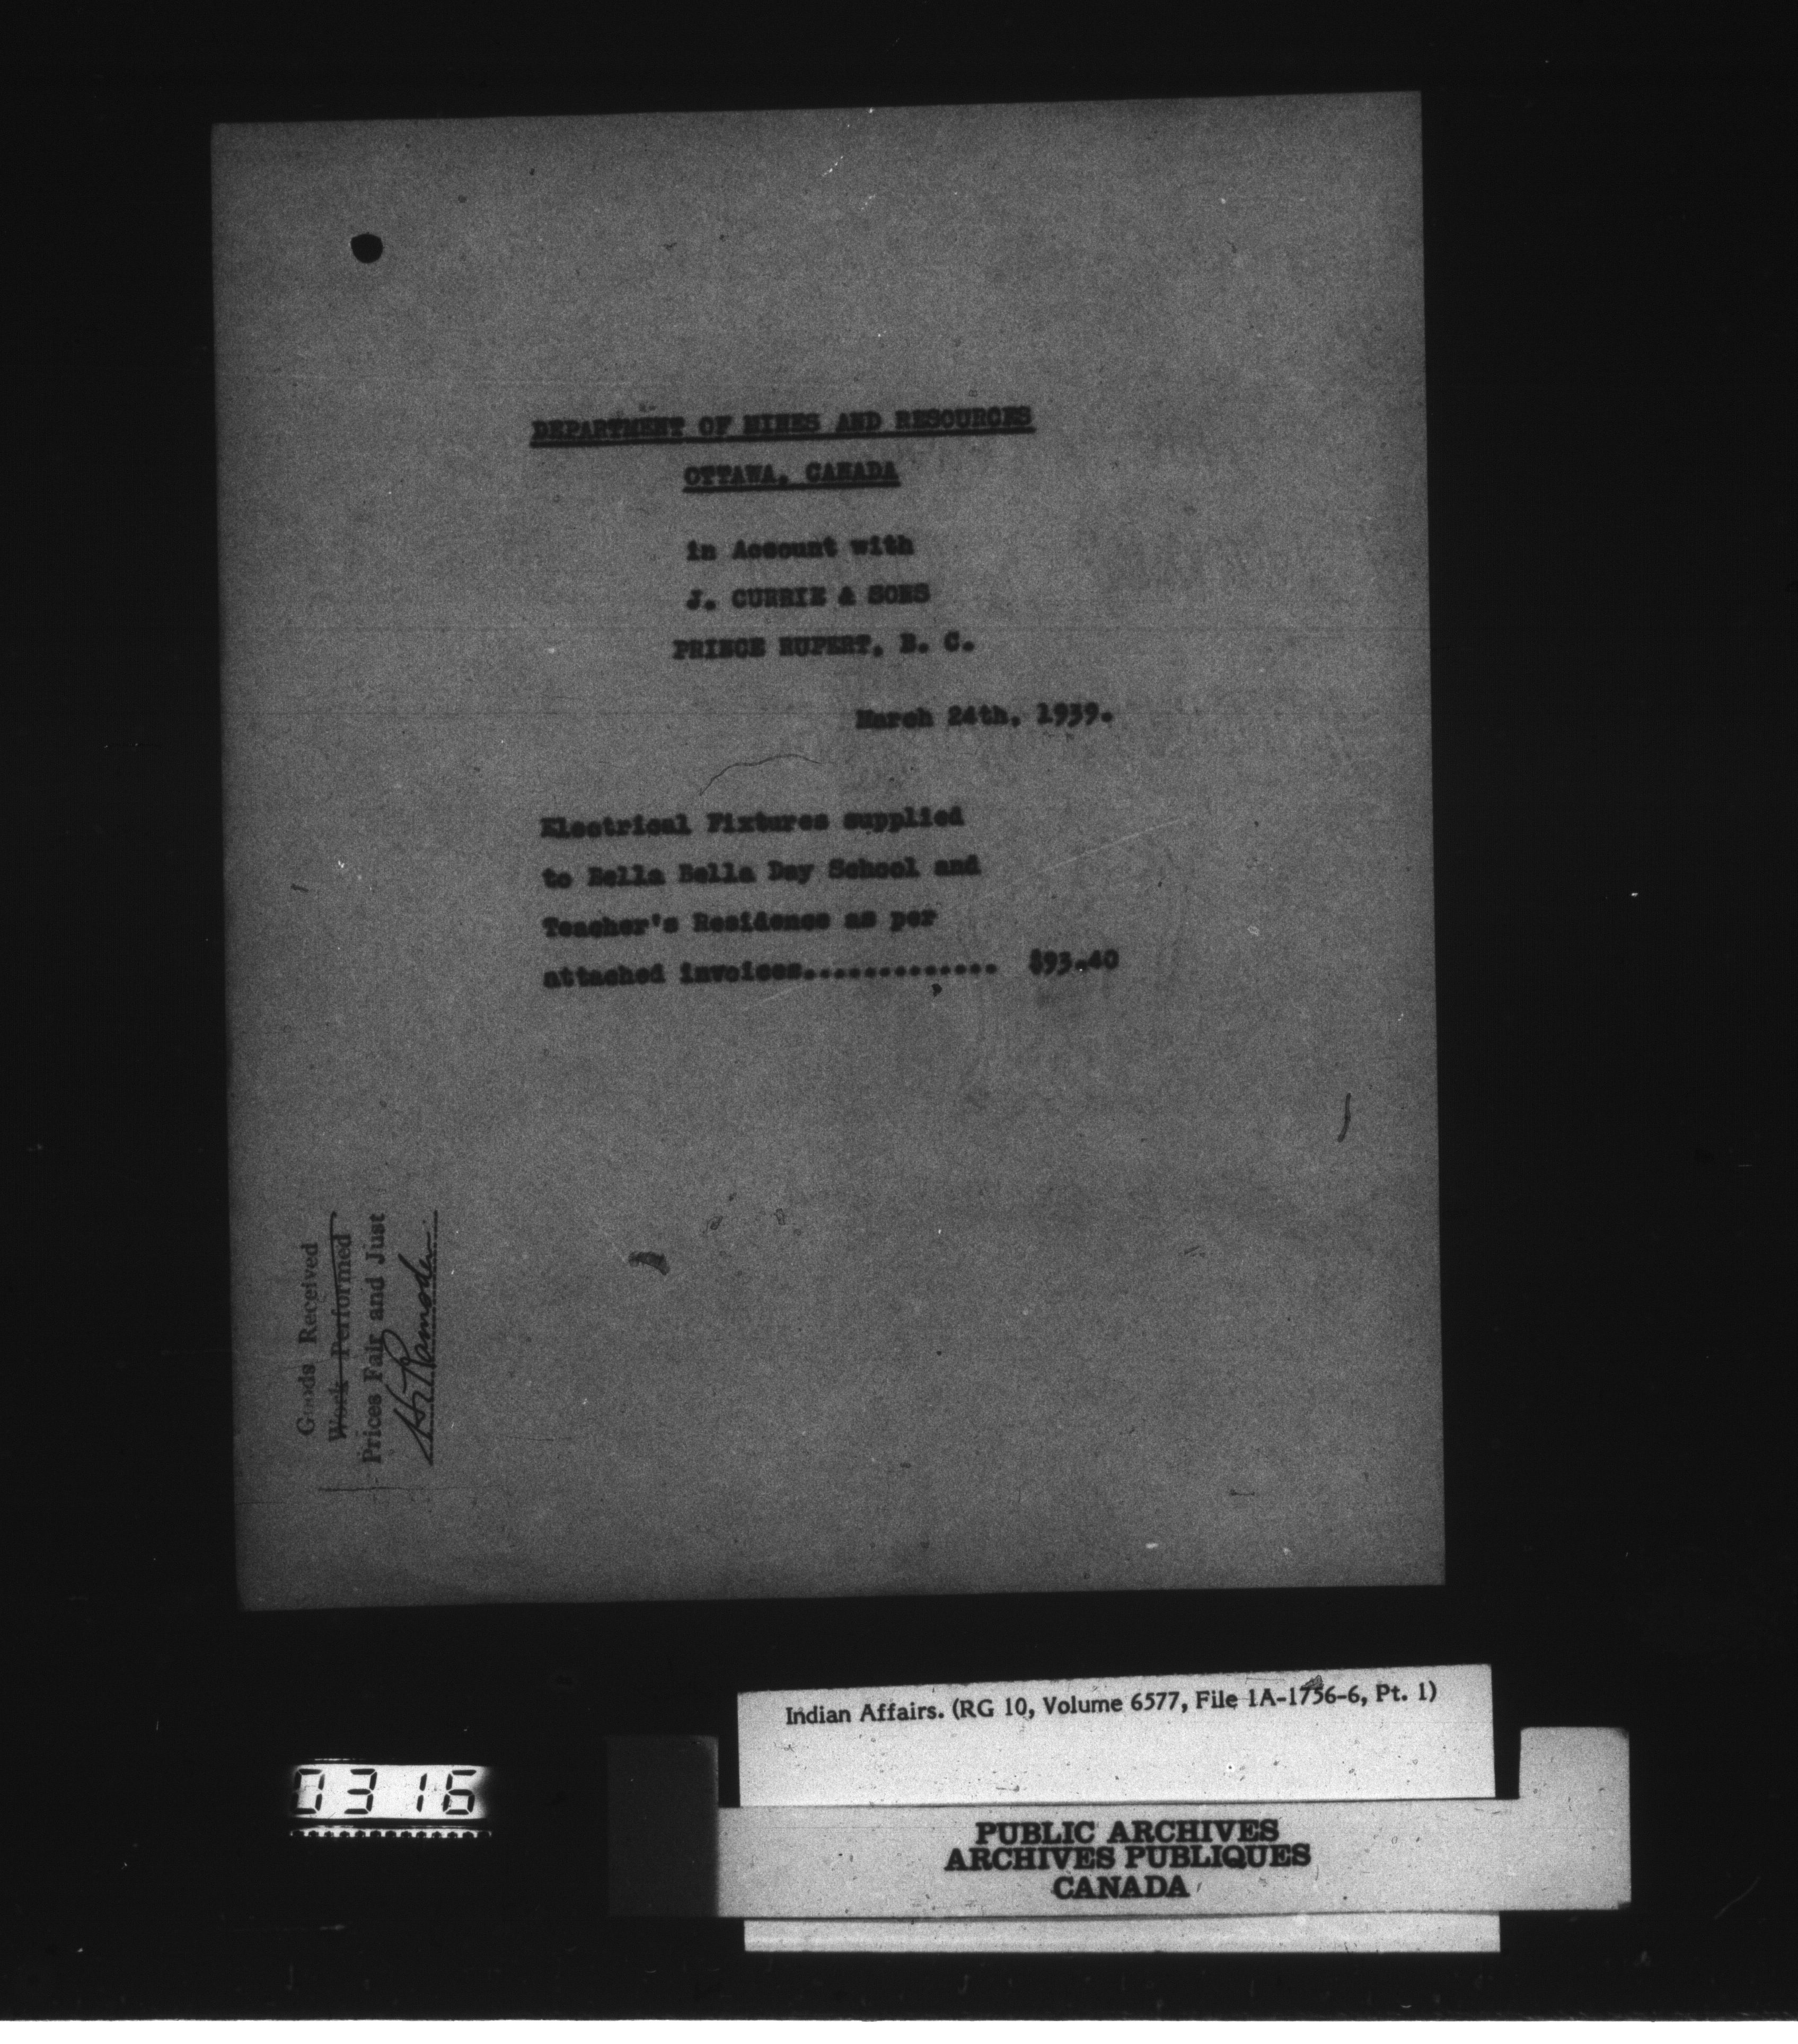 DEPARTMENT OF MINES AND RESOURCES
OTTAWA, CANADA
in Account with
J. CURRIE & SONS
PRINCE RUPERT, B. C.
March 24th, 1939.
Electrical Fixtures supplied
to Bella Bella Day School and
Teacher's Residence as per
attached invoices............. $93.40
Goods Received
Work Performed
Prices Fair and Just
Indian Affairs. (RG 10, Volume 6577, File 1A-1756-6, Pt. 1)
0316
PUBLIC ARCHIVES
ARCHIVES PUBLIQUES
CANADA